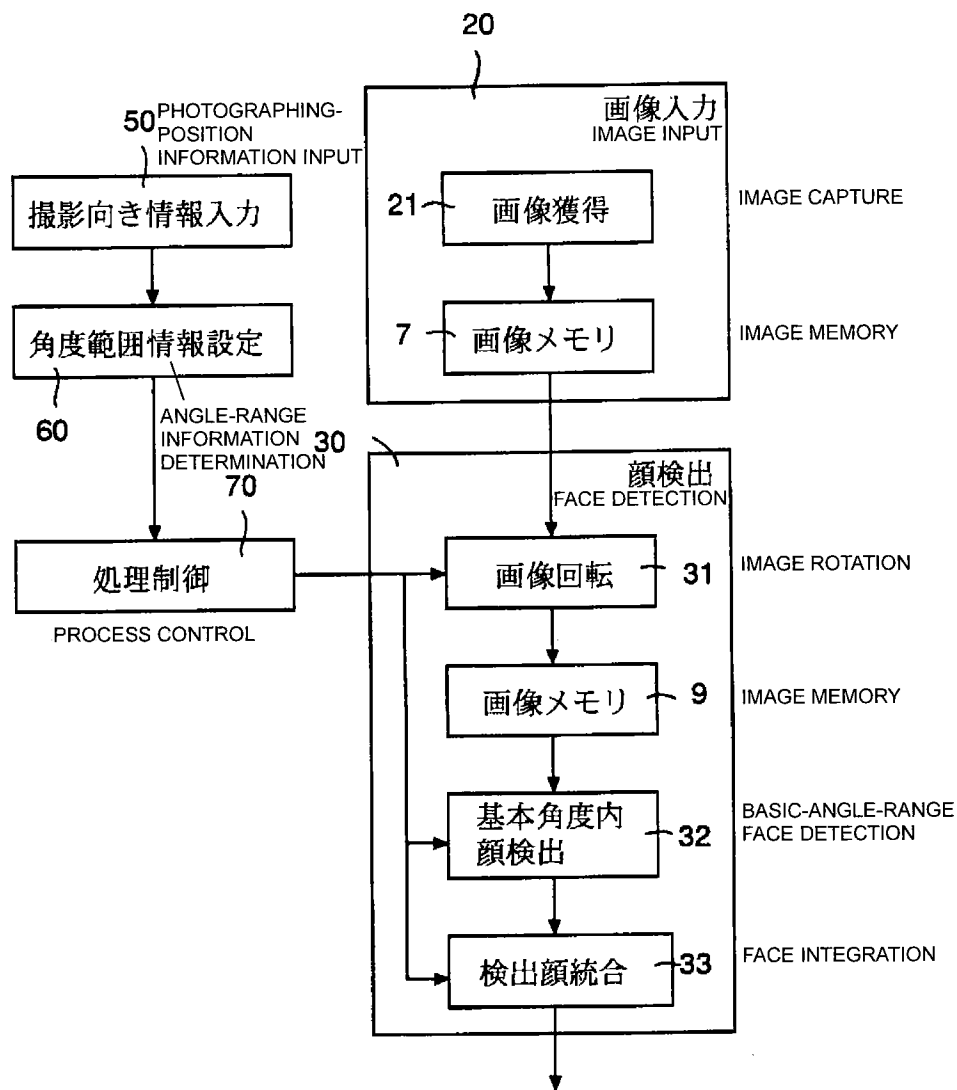 20
50 PHOTOGRAPHING-
POSITION
INFORMATION INPUT
撮影向き情報入力
角度範囲情報設定
60
ANGLE-RANGE
INFORMATION
DETERMINATION
70
処理制御
PROCESS CONTROL
画像入力
IMAGE INPUT
21
画像獲得
IMAGE CAPTURE
7
画像メモリ
IMAGE MEMORY
30
顔検出
FACE DETECTION
画像回転
31
IMAGE ROTATION
画像メモリ
9
IMAGE MEMORY
基本角度内
顔検出
32
BASIC-ANGLE-RANGE
FACE DETECTION
検出顔統合
33
FACE INTEGRATION